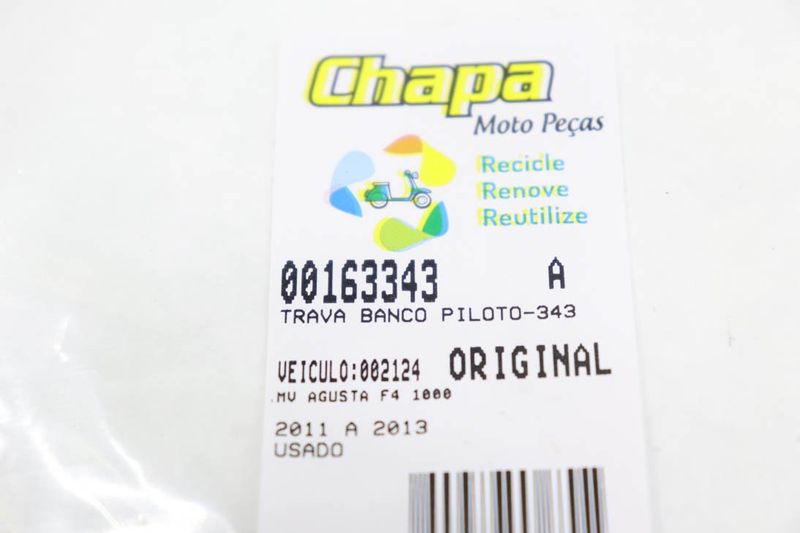 Chapa
Moto Peças
Recicle
Renove
Reutilize
00163343 A
TRAVA BANCO PILOTO-343
VEICULO:002124 ORIGINAL
.MV AGUSTA F4 1000
2011 A 2013
USADO